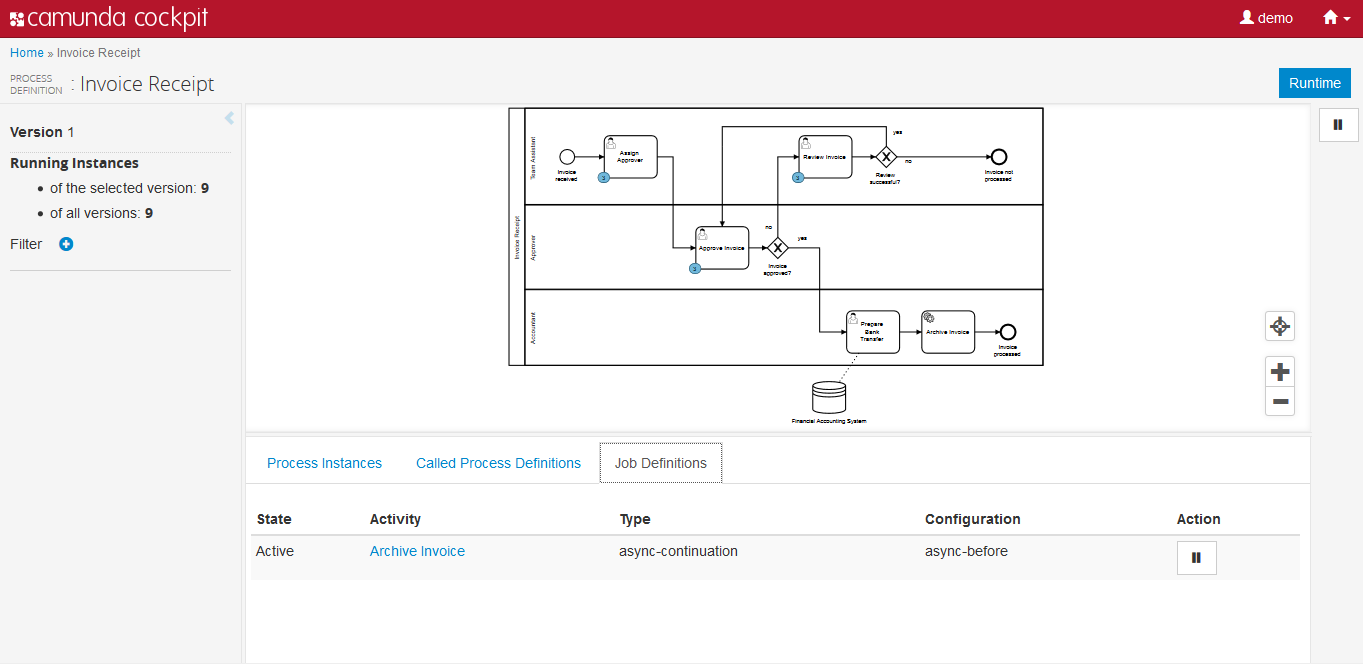 camunda cockpit
demo
Home » Invoice Receipt
PROCESS
DEFINITION
: Invoice Receipt
Runtime
Version 1
Running Instances
of the selected version: 9
of all versions: 9
Filter
Invoice Receipt
Team Assistant
Invoice
received
Assign
Approver
3
Review Invoice
3
yes
no
Review
successful?
Invoice not
processed
Approver
Approve Invoice
3
no
yes
Invoice
approved?
Accountant
Prepare
Bank
Transfer
Archive Invoice
Invoice
processed
Financial Accounting System
Process Instances
Called Process Definitions
Job Definitions
State Activity Type Configuration Action
Active Archive Invoice async-continuation async-before